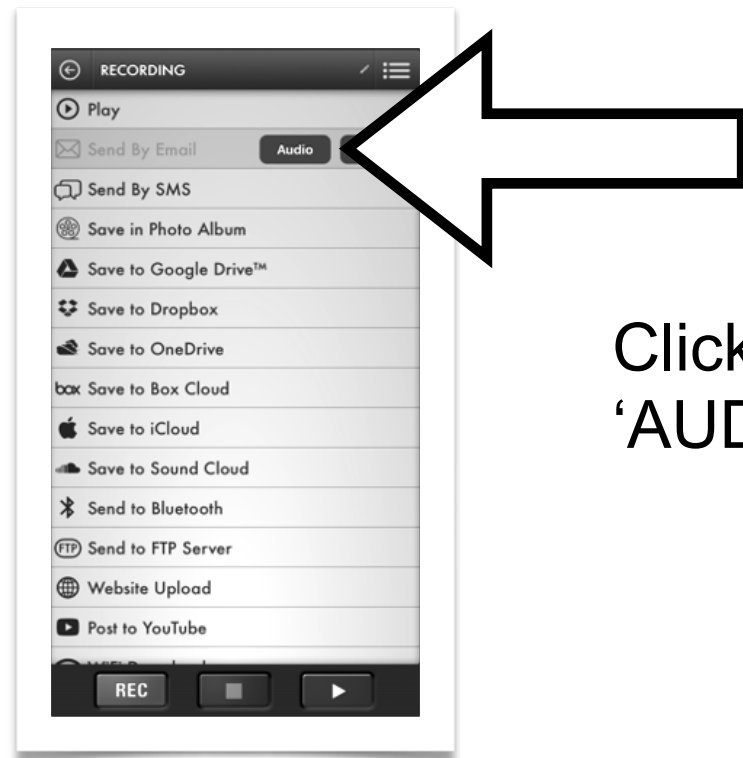 RECORDING
Play
Send By Email Audio
Send By SMS
Save in Photo Album
Save to Google Drive™
Save to Dropbox
Save to OneDrive
box Save to Box Cloud
Save to iCloud
Save to Sound Cloud
Send to Bluetooth
FTP Send to FTP Server
Website Upload
Post to YouTube
REC
Click
‘AUD